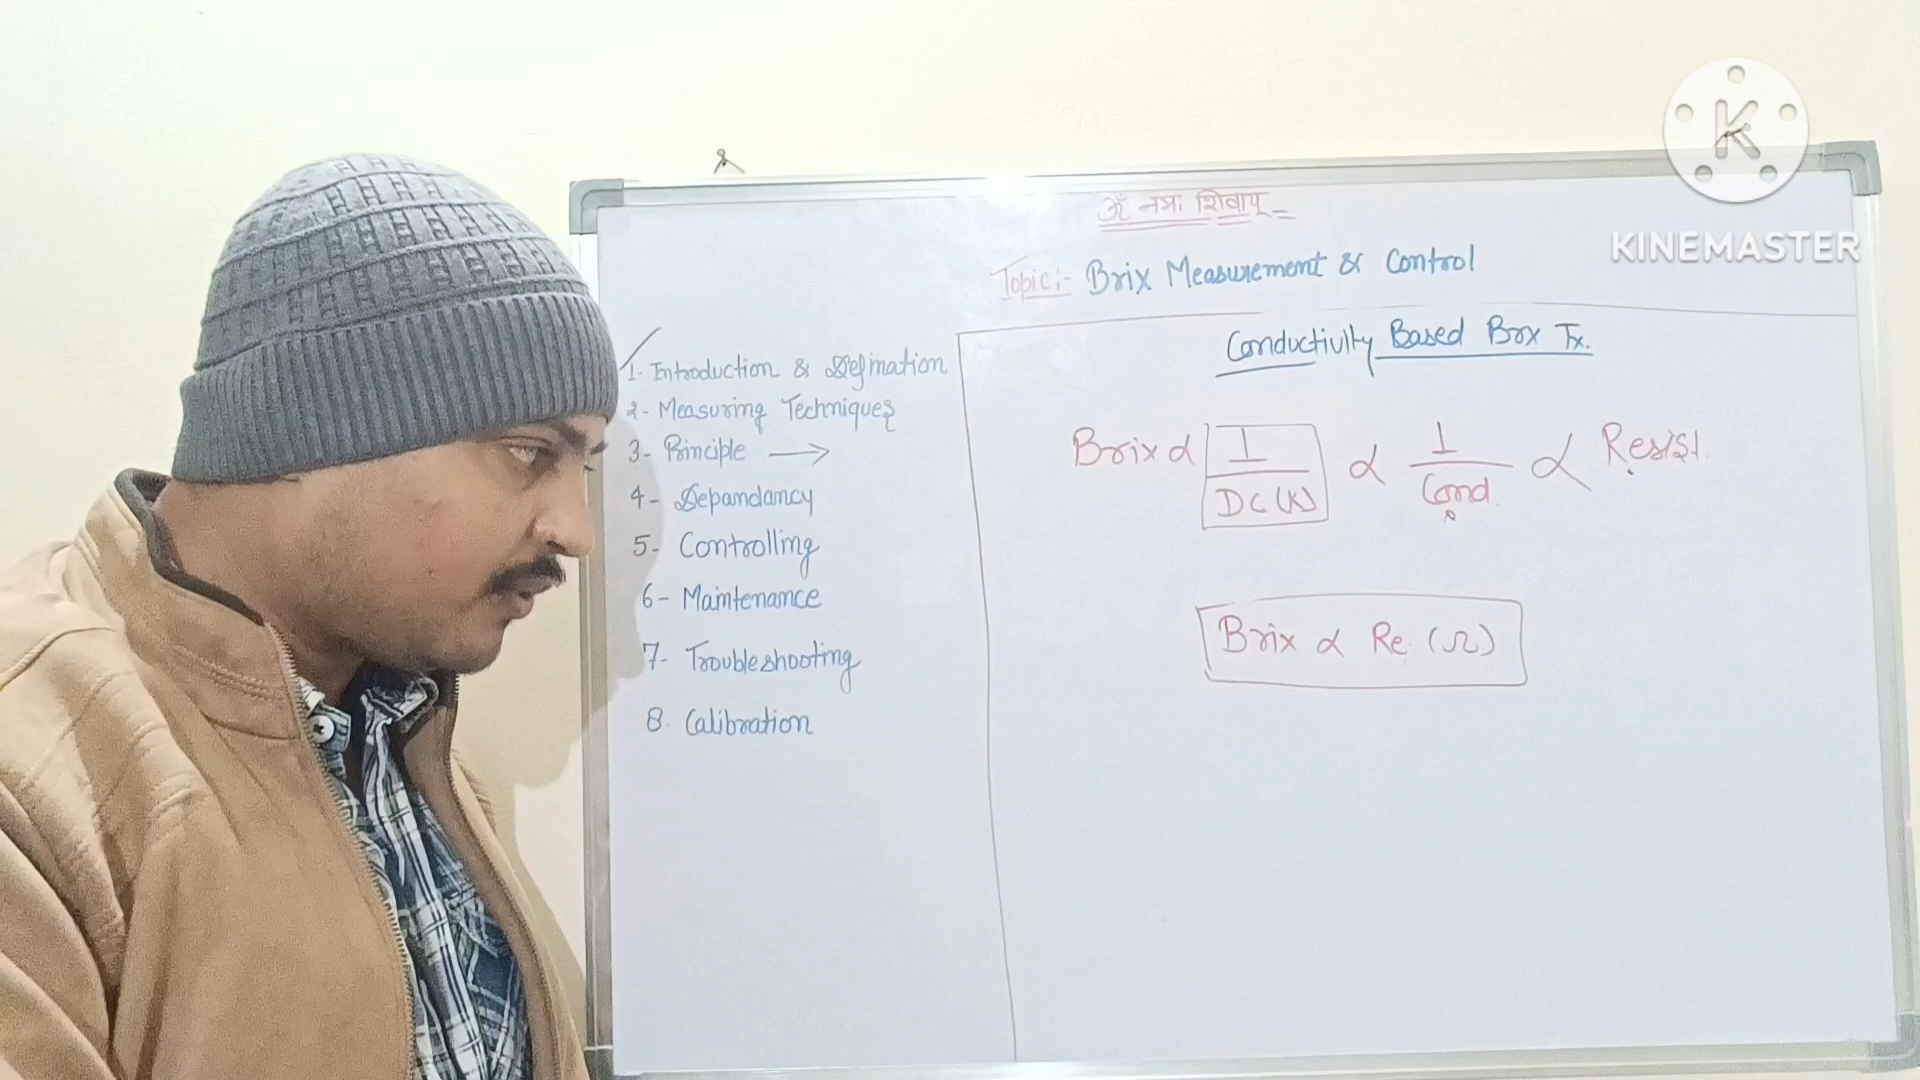 K
KINEMASTER
ॐ नमः शिवाय
Topic:- Brix Measurement & Control
1- Introduction & Defination
2- Measuring Techniques
3- Principle →
4- Depandancy
5- Controlling
6- Maintenance
7- Troubleshooting
8. Calibration
Conductivity Based Brix Tx.
Brix ∝ 1/DC(K) ∝ 1/Cond. ∝ Resist.
Brix ∝ Re. (Ω)